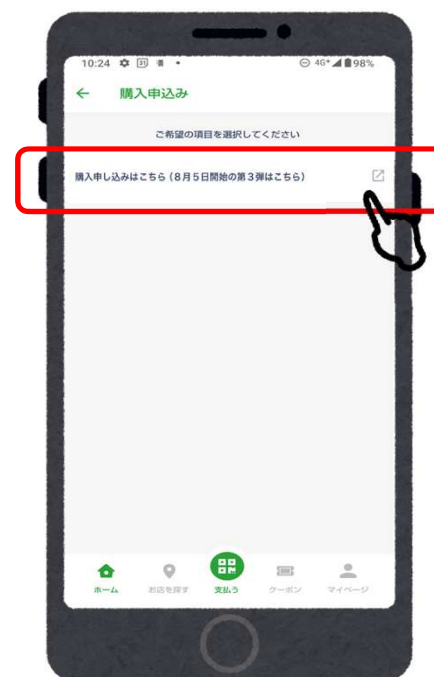 10:24 31 4G+ 98%
← 購入申込み
ご希望の項目を選択してください
購入申し込みはこちら(8月5日開始の第3弾はこちら)
ホーム お店を探す 支払う クーポン マイページ